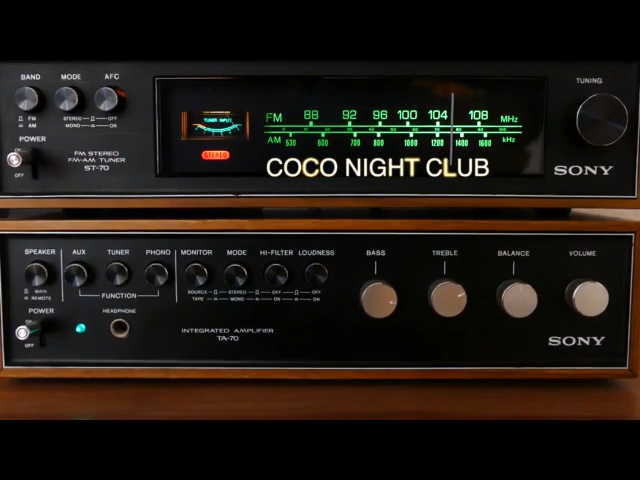 BAND MODE AFC
FM STEREO OFF
AM MONO ON
POWER
ON
OFF
FM STEREO
FM-AM TUNER
ST-70
TUNER INPUT
STEREO
FM 88 92 96 100 104 108 MHz
AM 530 600 700 800 1000 1200 1400 1600 kHz
COCO NIGHT CLUB
TUNING
SONY
SPEAKER AUX TUNER PHONO MONITOR MODE HI-FILTER LOUDNESS BASS TREBLE BALANCE VOLUME
MAIN
REMOTE
FUNCTION
SOURCE STEREO OFF OFF
TAPE MONO ON ON
POWER
ON
OFF
HEADPHONE
INTEGRATED AMPLIFIER
TA-70
SONY